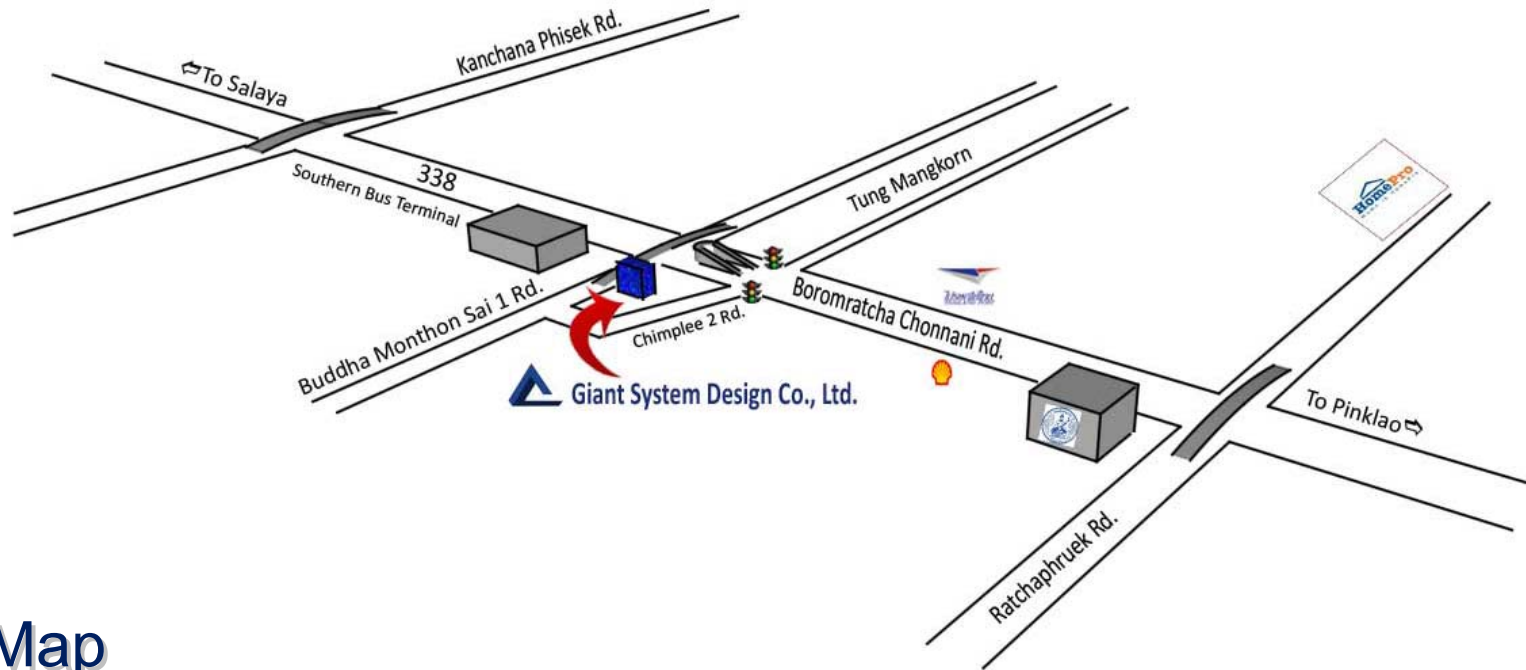 Kanchana Phisek Rd.
⇦To Salaya
338
Southern Bus Terminal
Tung Mangkorn
HomePro
Boromratcha Chonnani Rd.
Buddha Monthon Sai 1 Rd.
Chimplee 2 Rd.
Giant System Design Co., Ltd.
To Pinklao⇨
Ratchaphruek Rd.
Map